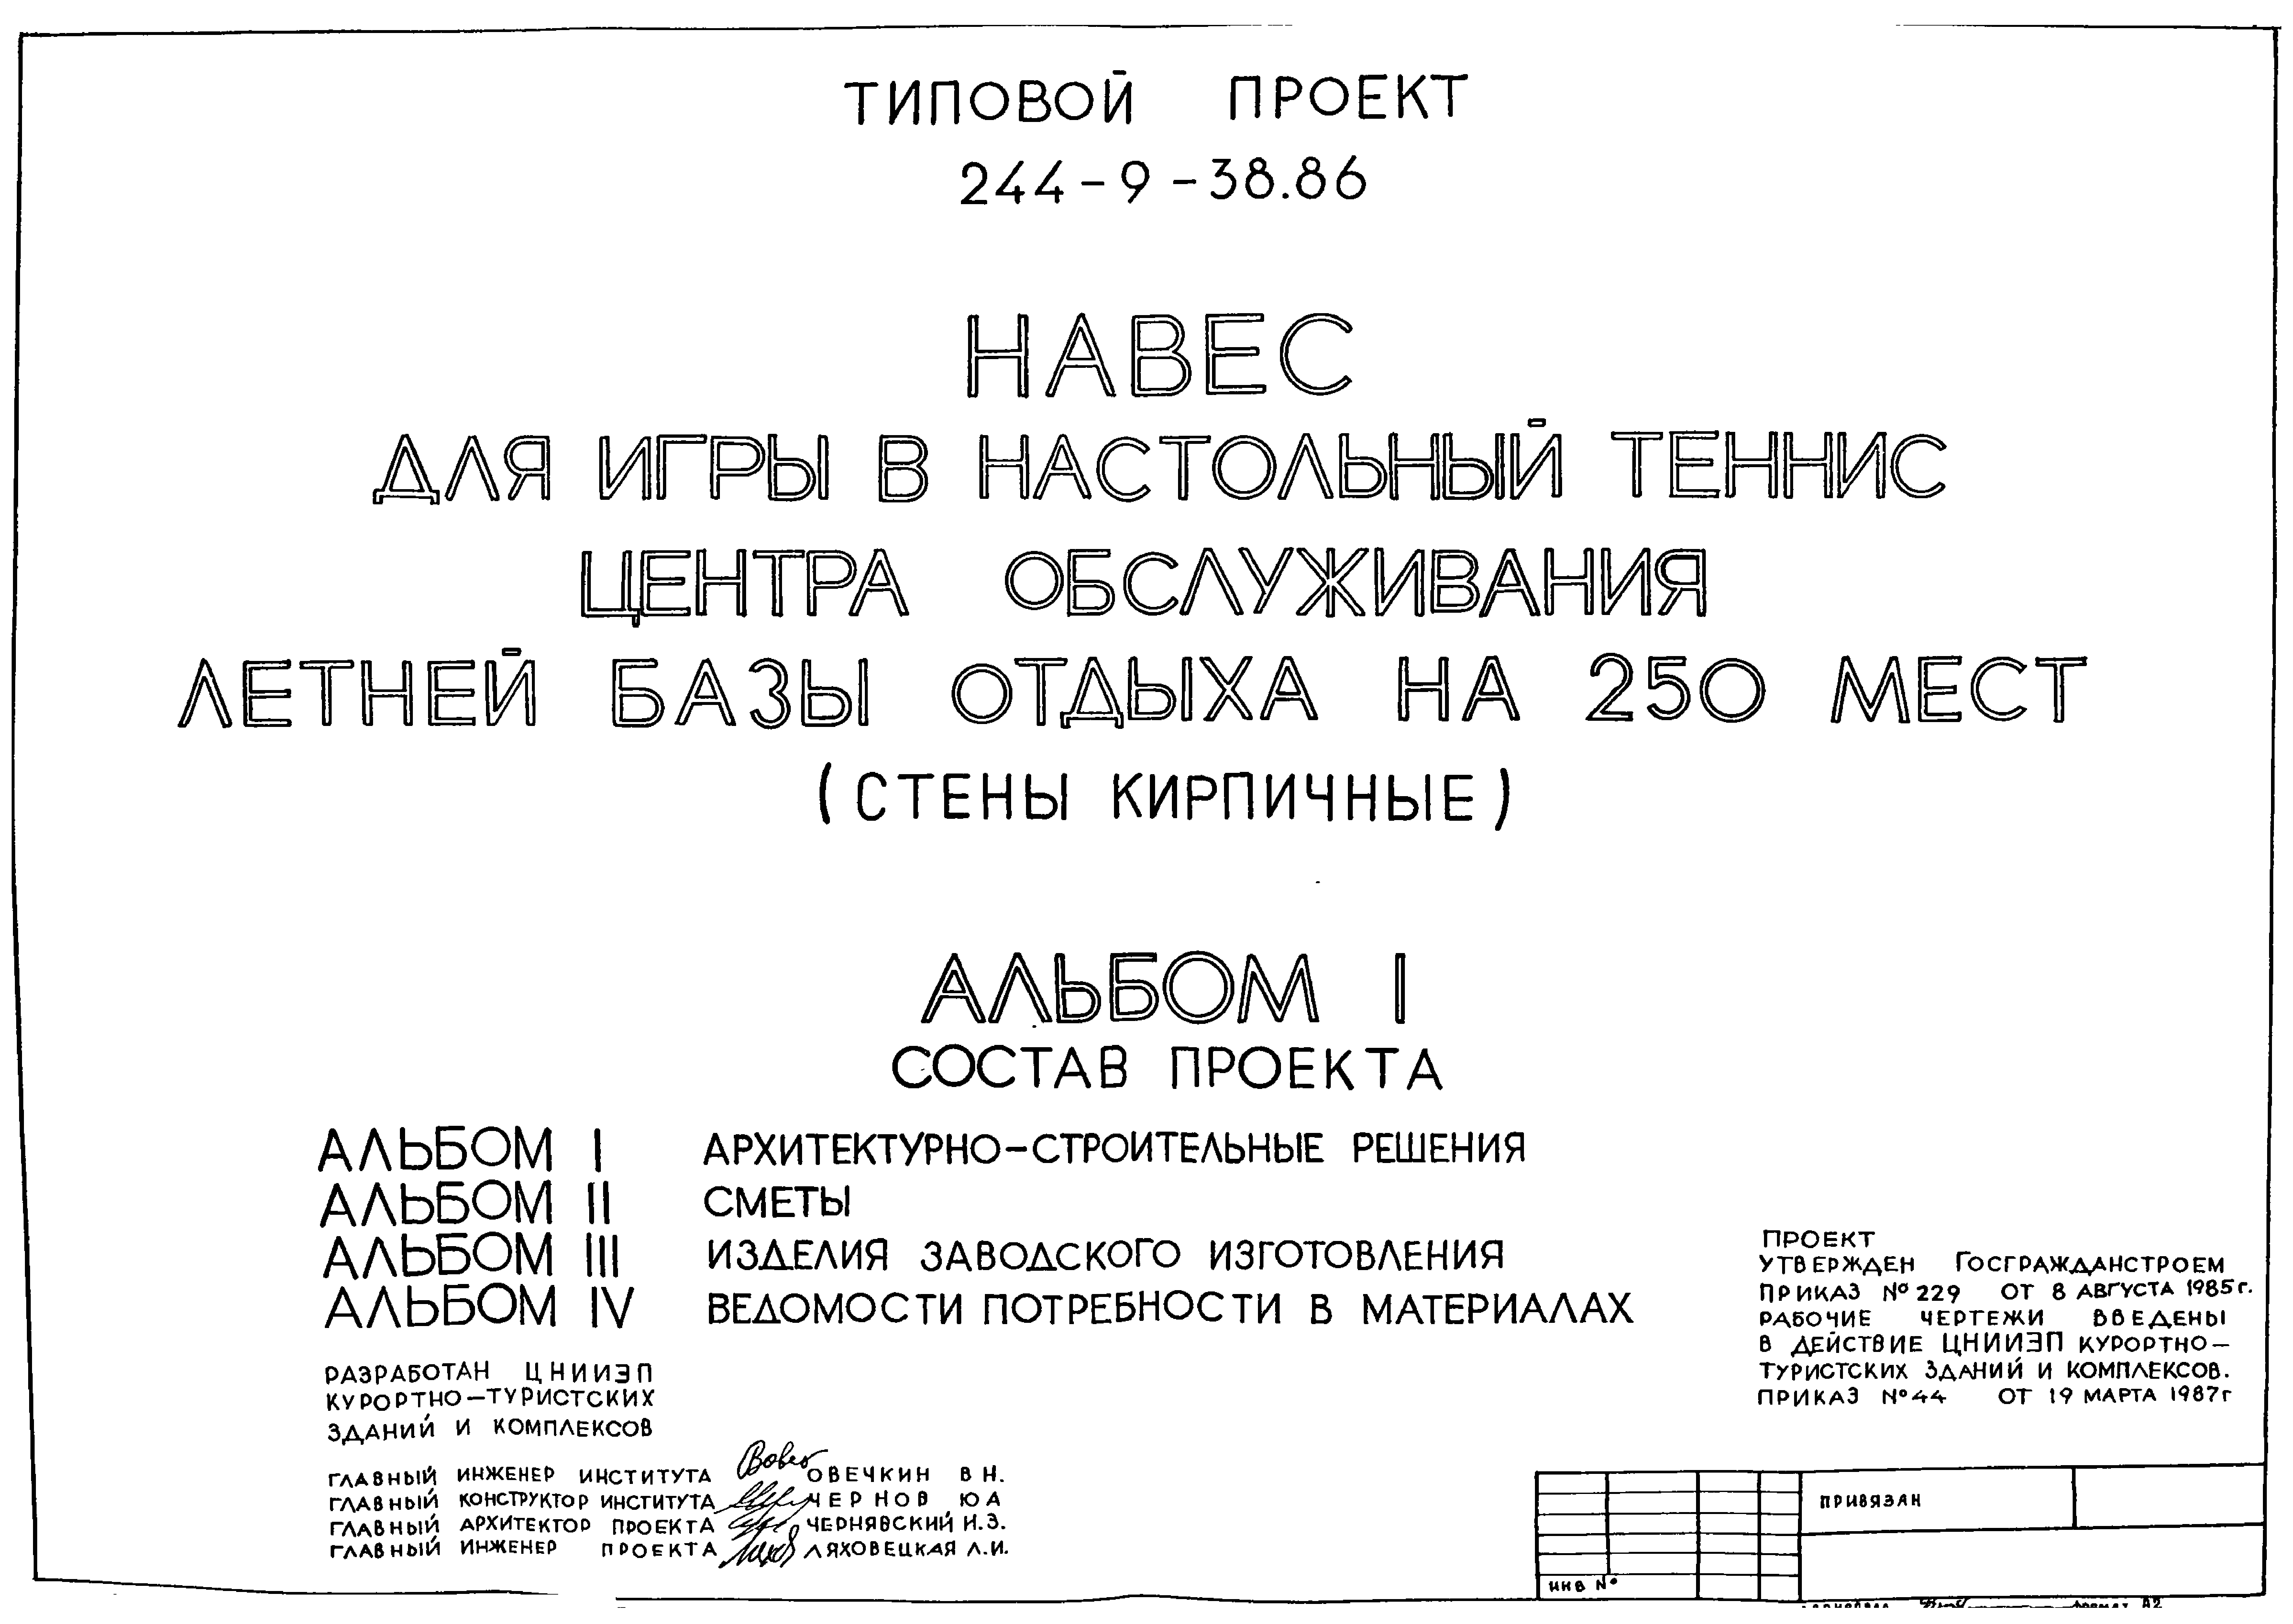 ТИПОВОЙ ПРОЕКТ
244-9-38.86
НАВЕС
ДЛЯ ИГРЫ В НАСТОЛЬНЫЙ ТЕННИС
ЦЕНТРА ОБСЛУЖИВАНИЯ
ЛЕТНЕЙ БАЗЫ ОТДЫХА НА 250 МЕСТ
(СТЕНЫ КИРПИЧНЫЕ)
АЛЬБОМ I
СОСТАВ ПРОЕКТА
АЛЬБОМ I АРХИТЕКТУРНО-СТРОИТЕЛЬНЫЕ РЕШЕНИЯ
АЛЬБОМ II СМЕТЫ
АЛЬБОМ III ИЗДЕЛИЯ ЗАВОДСКОГО ИЗГОТОВЛЕНИЯ
АЛЬБОМ IV ВЕДОМОСТИ ПОТРЕБНОСТИ В МАТЕРИАЛАХ
РАЗРАБОТАН ЦНИИЭП
КУРОРТНО-ТУРИСТСКИХ
ЗДАНИЙ И КОМПЛЕКСОВ
ГЛАВНЫЙ ИНЖЕНЕР ИНСТИТУТА ОВЕЧКИН В Н.
ГЛАВНЫЙ КОНСТРУКТОР ИНСТИТУТА ЧЕРНОВ Ю А
ГЛАВНЫЙ АРХИТЕКТОР ПРОЕКТА ЧЕРНЯВСКИЙ И.З.
ГЛАВНЫЙ ИНЖЕНЕР ПРОЕКТА ЛЯХОВЕЦКАЯ Л.И.
ПРОЕКТ
УТВЕРЖДЕН ГОСГРАЖДАНСТРОЕМ
ПРИКАЗ № 229 ОТ 8 АВГУСТА 1985г.
РАБОЧИЕ ЧЕРТЕЖИ ВВЕДЕНЫ
В ДЕЙСТВИЕ ЦНИИЭП КУРОРТНО-
ТУРИСТСКИХ ЗДАНИЙ И КОМПЛЕКСОВ.
ПРИКАЗ №44 ОТ 19 МАРТА 1987г
ПРИВЯЗАН
ИНВ №